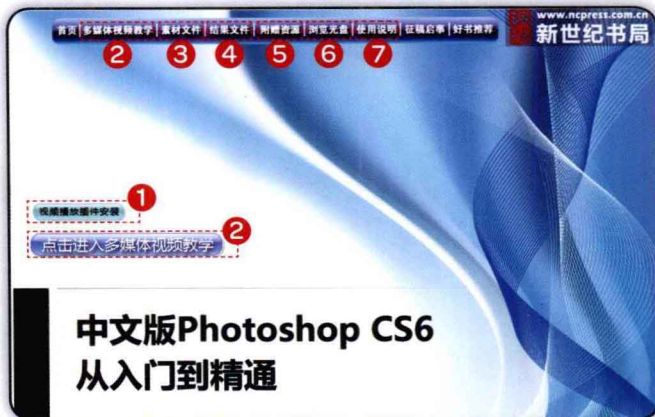 www.ncpress.com.cn
首页 多媒体视频教学 素材文件 结果文件 附赠资源 浏览光盘 使用说明 征稿启事 好书推荐
新世纪书局
2 3 4 5 6 7
视频播放插件安装 1
点击进入多媒体视频教学 2
中文版Photoshop CS6
从入门到精通